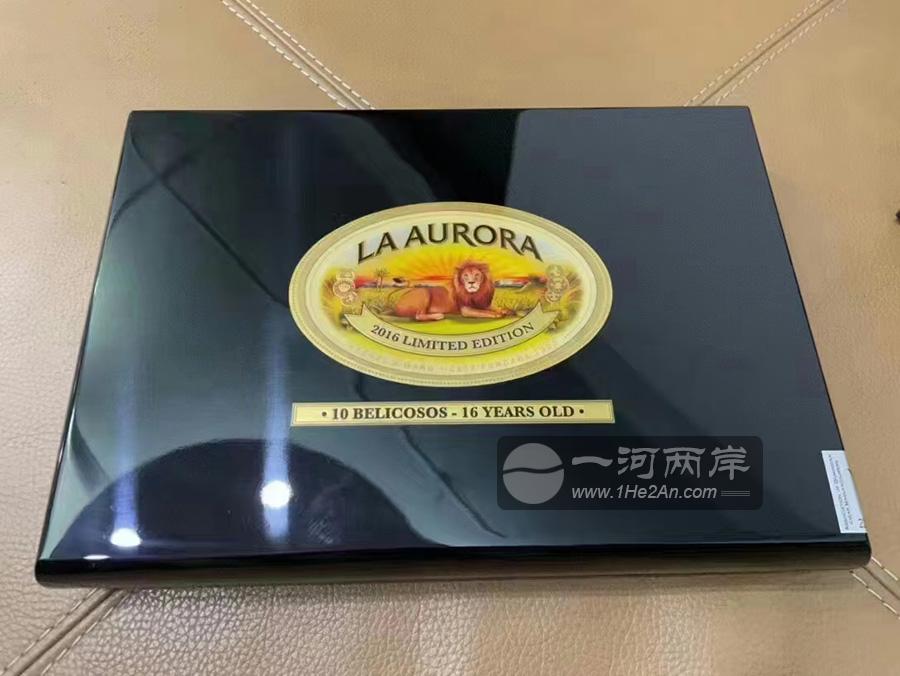 LA AURORA
2016 LIMITED EDITION
• 10 BELICOSOS - 16 YEARS OLD •
一河两岸
www.1He2An.com